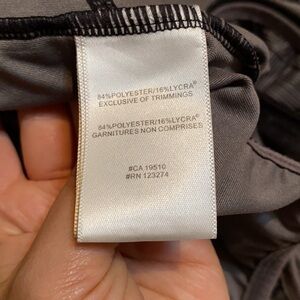 84%POLYESTER/16%LYCRA®
EXCLUSIVE OF TRIMMINGS
84%POLYESTER/16%LYCRA®
GARNITURES NON COMPRISES
#CA 19510
#RN 123274